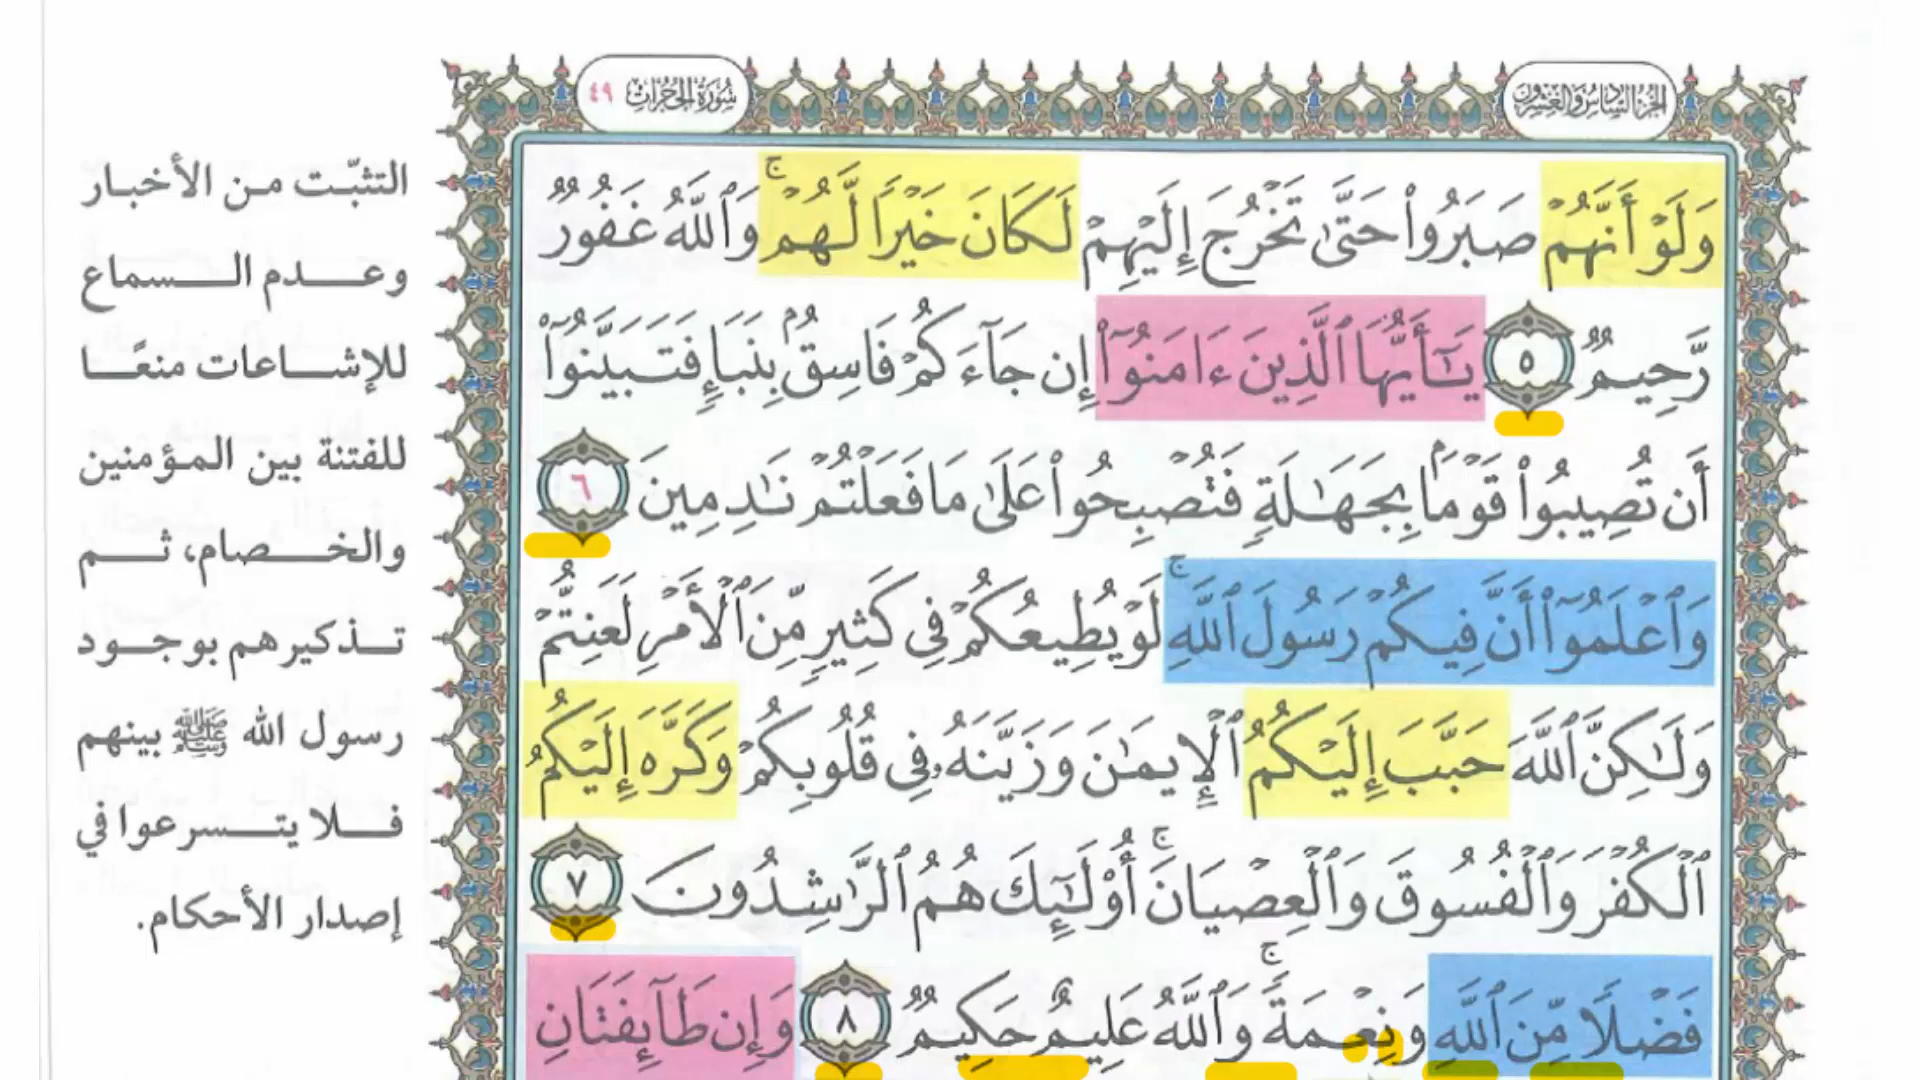 الجزء السادس والعشرون
سورة الحجرات ٤٩
وَلَوْ أَنَّهُمْ صَبَرُوا۟ حَتَّىٰ تَخْرُجَ إِلَيْهِمْ لَكَانَ خَيْرًا لَّهُمْ ۚ وَٱللَّهُ غَفُورٌ
رَّحِيمٌ ٥ يَـٰٓأَيُّهَا ٱلَّذِينَ ءَامَنُوٓا۟ إِن جَآءَكُمْ فَاسِقٌۢ بِنَبَإٍ فَتَبَيَّنُوٓا۟
أَن تُصِيبُوا۟ قَوْمًۢا بِجَهَـٰلَةٍ فَتُصْبِحُوا۟ عَلَىٰ مَا فَعَلْتُمْ نَـٰدِمِينَ ٦
وَٱعْلَمُوٓا۟ أَنَّ فِيكُمْ رَسُولَ ٱللَّهِ ۚ لَوْ يُطِيعُكُمْ فِى كَثِيرٍ مِّنَ ٱلْأَمْرِ لَعَنِتُّمْ
وَلَـٰكِنَّ ٱللَّهَ حَبَّبَ إِلَيْكُمُ ٱلْإِيمَـٰنَ وَزَيَّنَهُۥ فِى قُلُوبِكُمْ وَكَرَّهَ إِلَيْكُمُ
ٱلْكُفْرَ وَٱلْفُسُوقَ وَٱلْعِصْيَانَ ۚ أُو۟لَـٰٓئِكَ هُمُ ٱلرَّٰشِدُونَ ٧
فَضْلًا مِّنَ ٱللَّهِ وَنِعْمَةً ۚ وَٱللَّهُ عَلِيمٌ حَكِيمٌ ٨ وَإِن طَآئِفَتَانِ
التثبّت من الأخبار
وعدم السماع
للإشاعات منعًا
للفتنة بين المؤمنين
والخصام، ثم
تذكيرهم بوجود
رسول الله ﷺ بينهم
فلا يتسرعوا في
إصدار الأحكام.